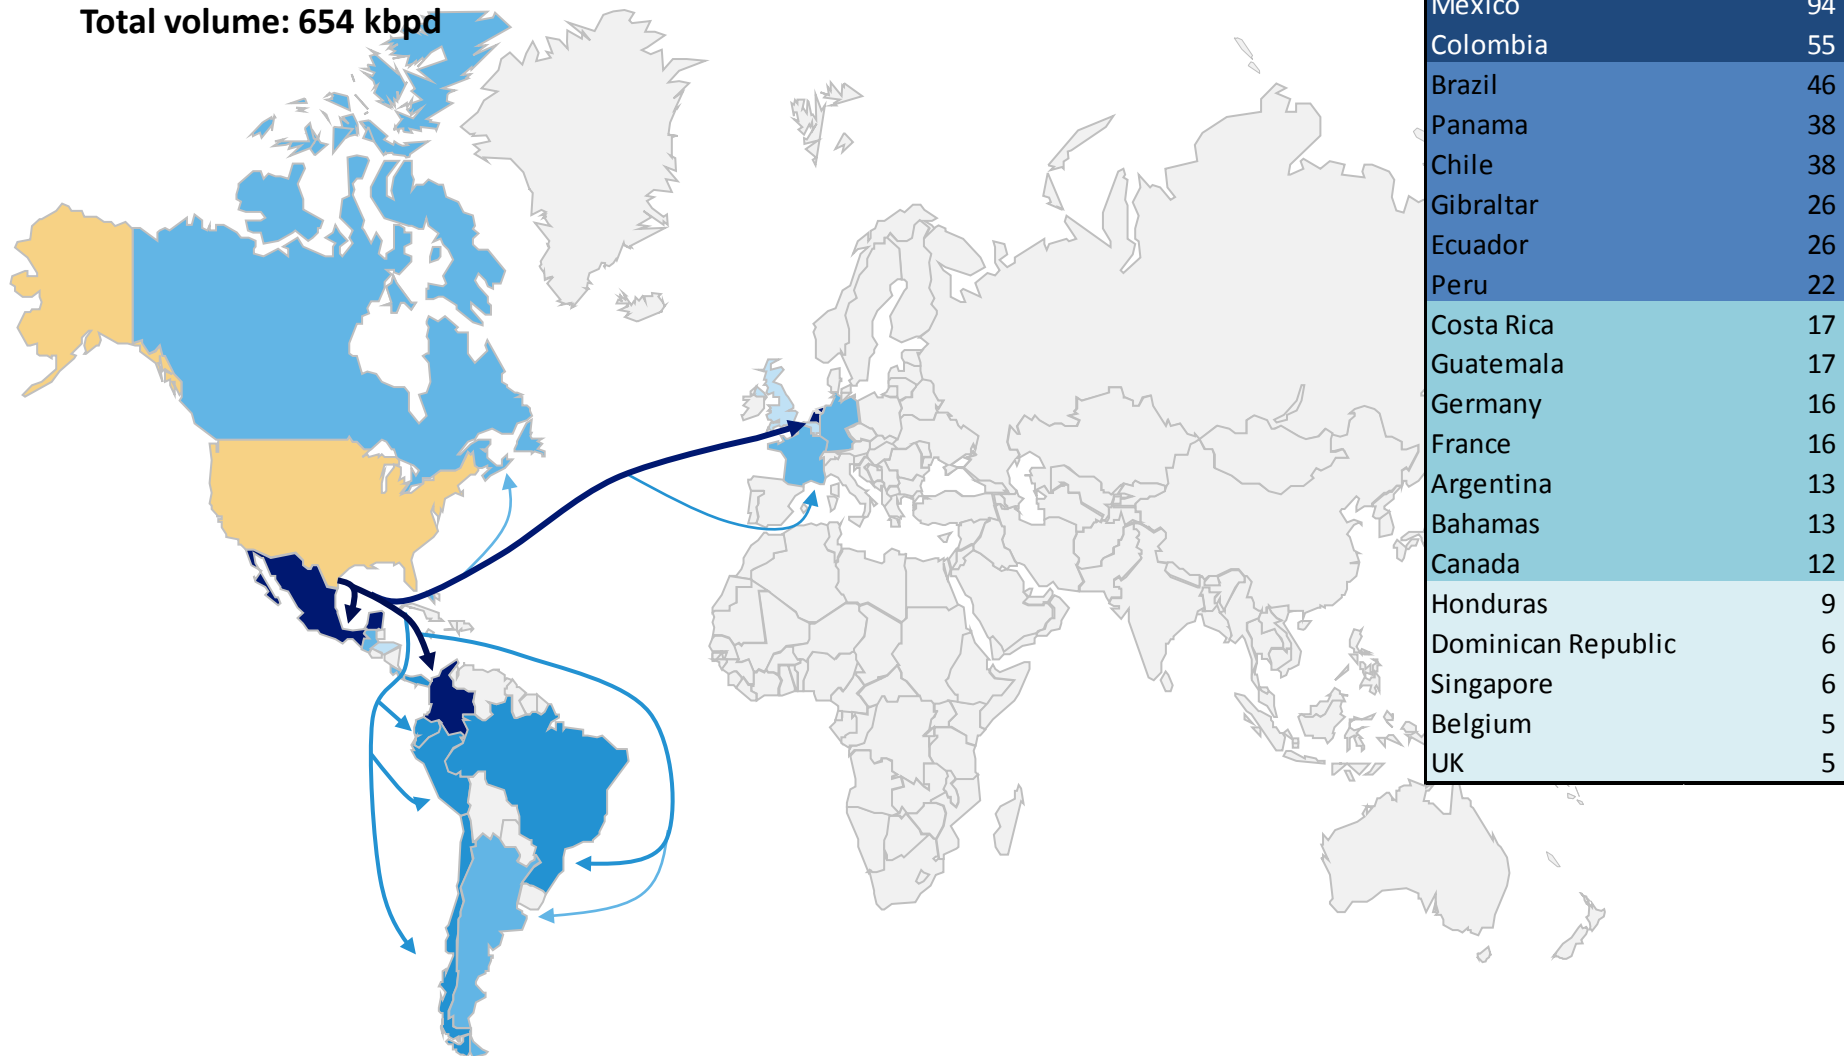 Total volume: 654 kbpd
Mexico 94
Colombia 55
Brazil 46
Panama 38
Chile 38
Gibraltar 26
Ecuador 26
Peru 22
Costa Rica 17
Guatemala 17
Germany 16
France 16
Argentina 13
Bahamas 13
Canada 12
Honduras 9
Dominican Republic 6
Singapore 6
Belgium 5
UK 5